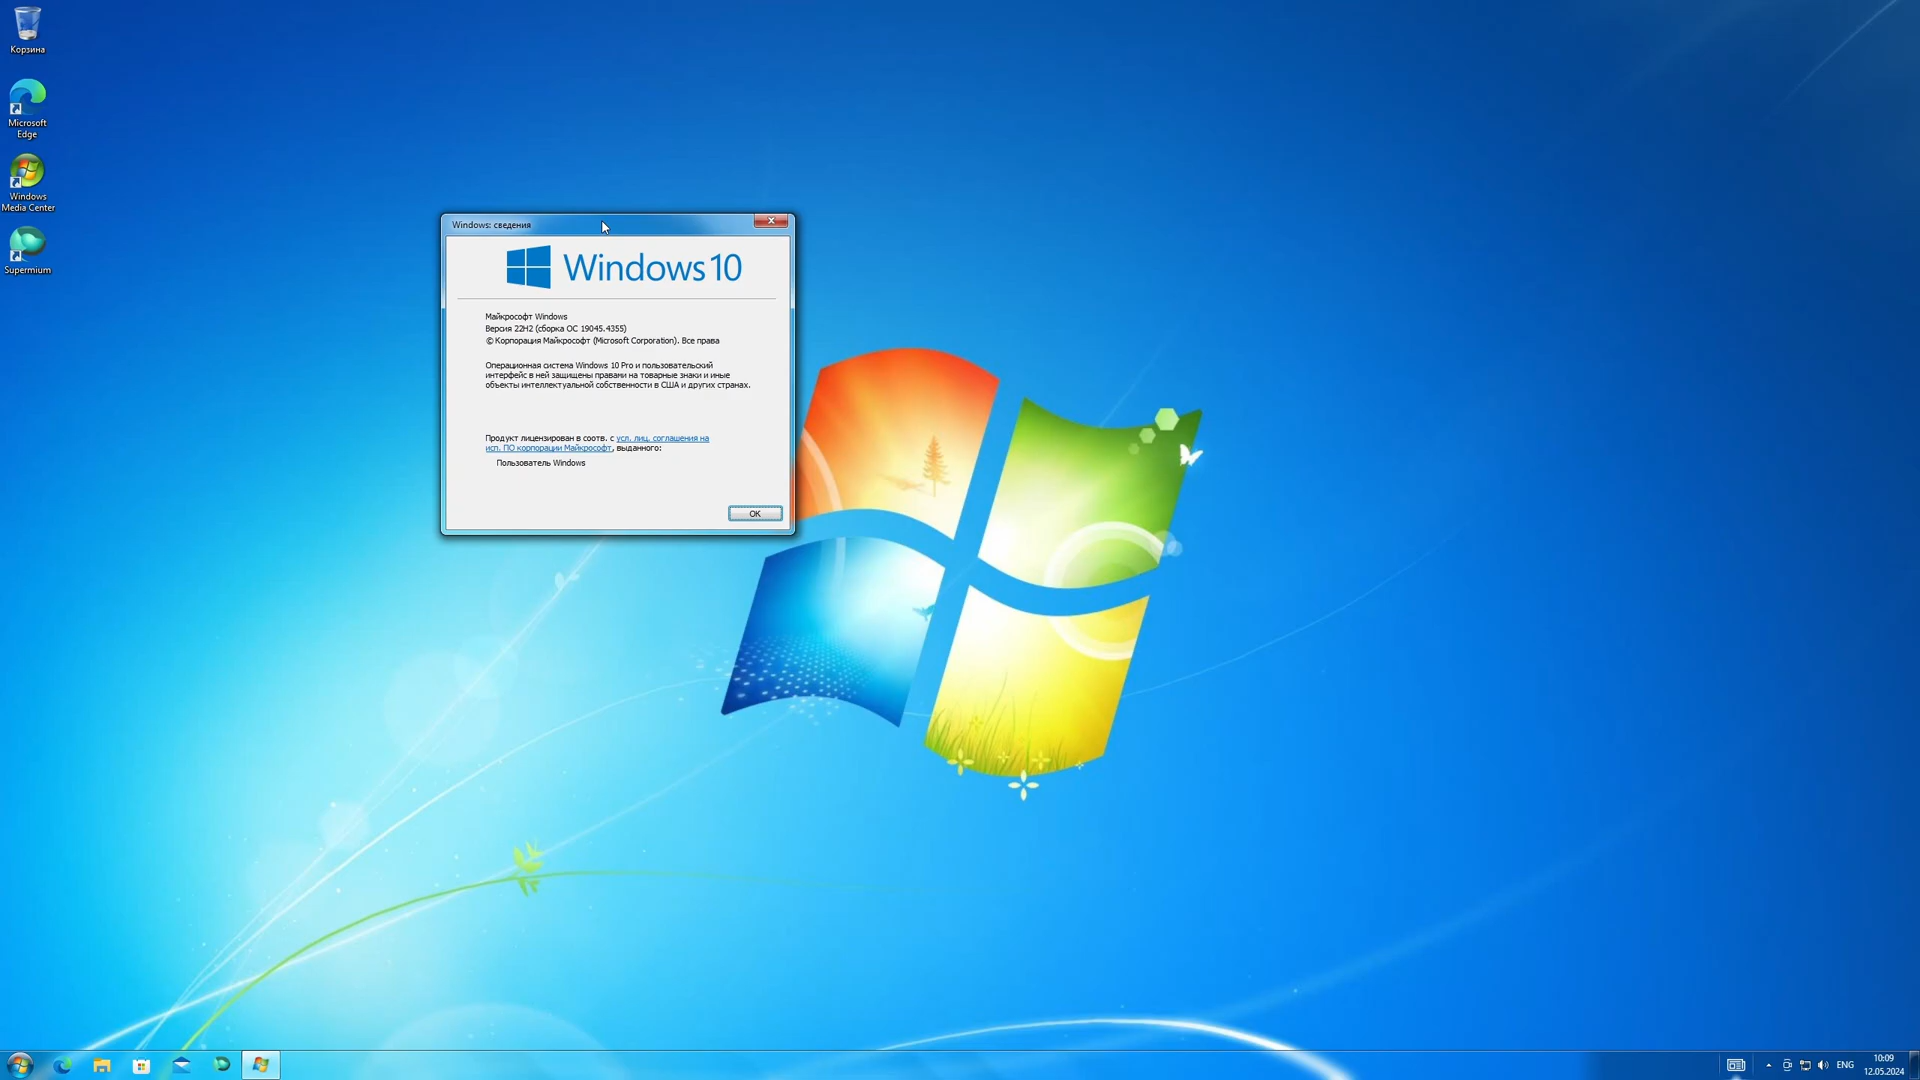 Корзина
Microsoft
Edge
Windows
Media Center
Supermium
Windows: сведения
Windows 10
Майкрософт Windows
Версия 22H2 (сборка ОС 19045.4355)
© Корпорация Майкрософт (Microsoft Corporation). Все права
Операционная система Windows 10 Pro и пользовательский
интерфейс в ней защищены правами на товарные знаки и иные
объекты интеллектуальной собственности в США и других странах.
Продукт лицензирован в соотв. с усл. лиц. соглашения на
исп. ПО корпорации Майкрософт, выданного:
Пользователь Windows
OK
ENG
10:09
12.05.2024